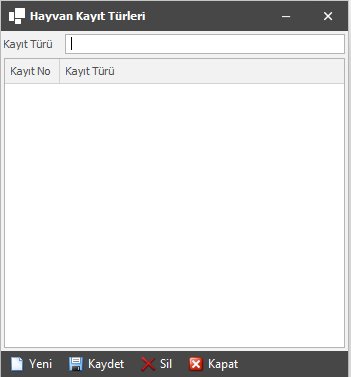 Hayvan Kayıt Türleri
Kayıt Türü
Kayıt No Kayıt Türü
Yeni Kaydet Sil Kapat